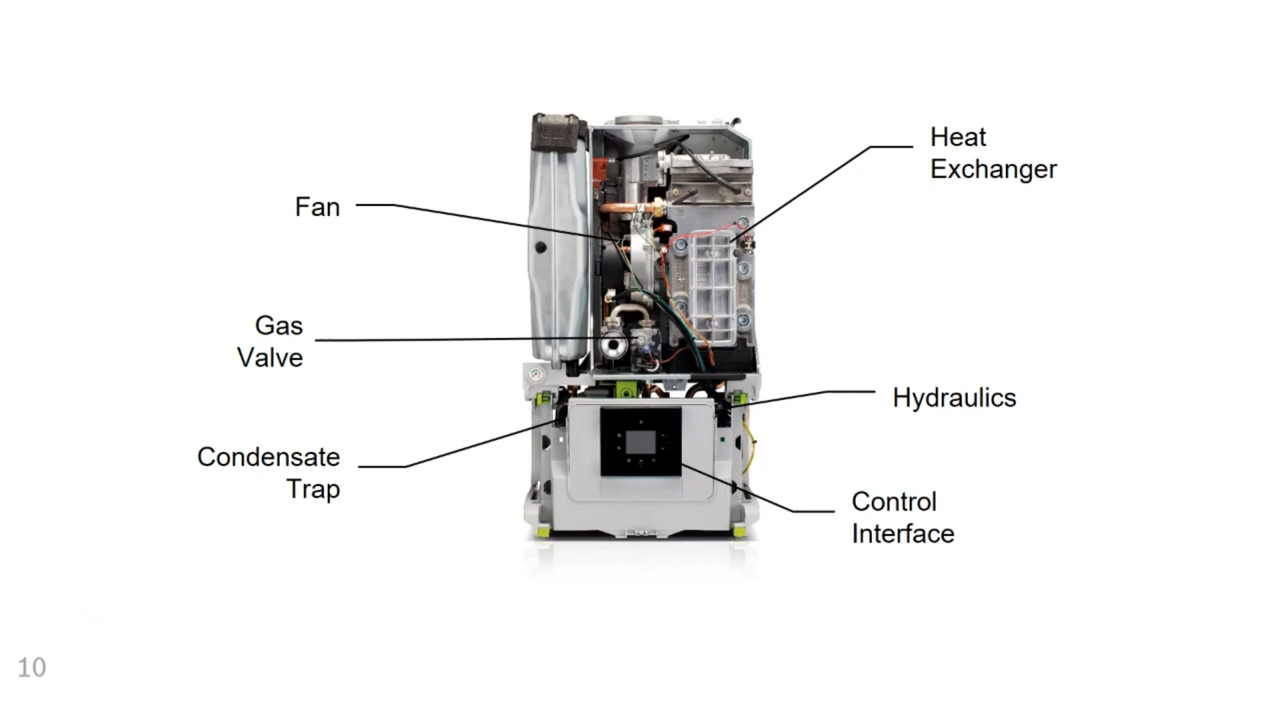 Heat
Exchanger
Fan
Gas
Valve
Hydraulics
Condensate
Trap
Control
Interface
10